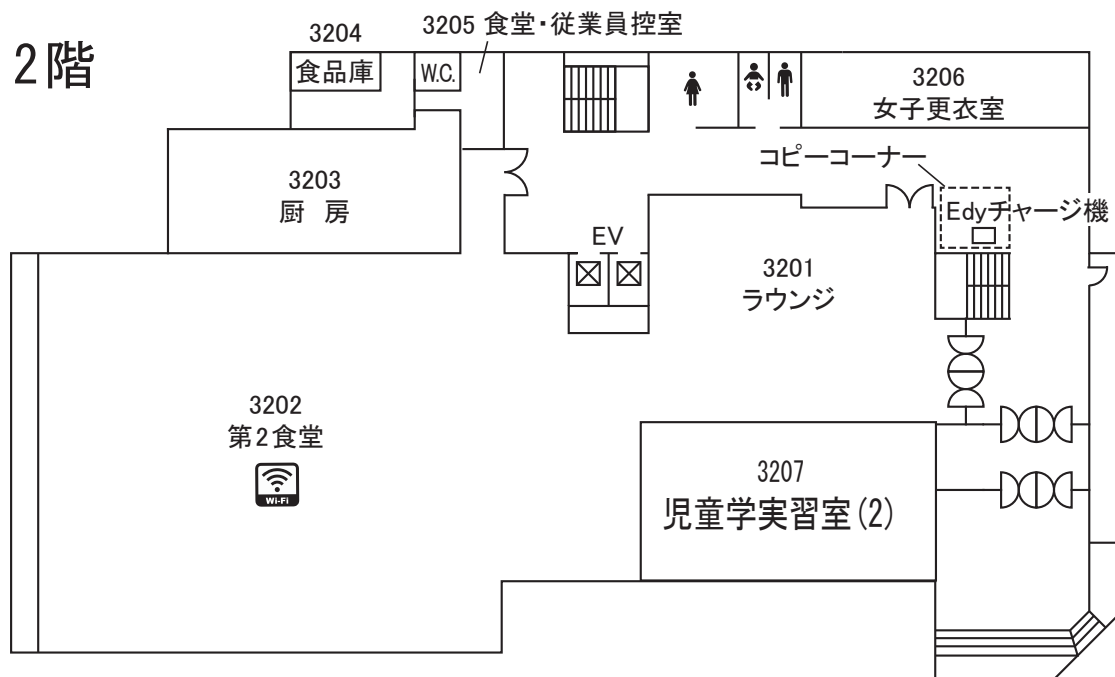 2階
3204
食品庫
W.C.
3205 食堂・従業員控室
3206
女子更衣室
コピーコーナー
Edyチャージ機
3203
厨 房
EV
3201
ラウンジ
3202
第2食堂
Wi-Fi
3207
児童学実習室(2)